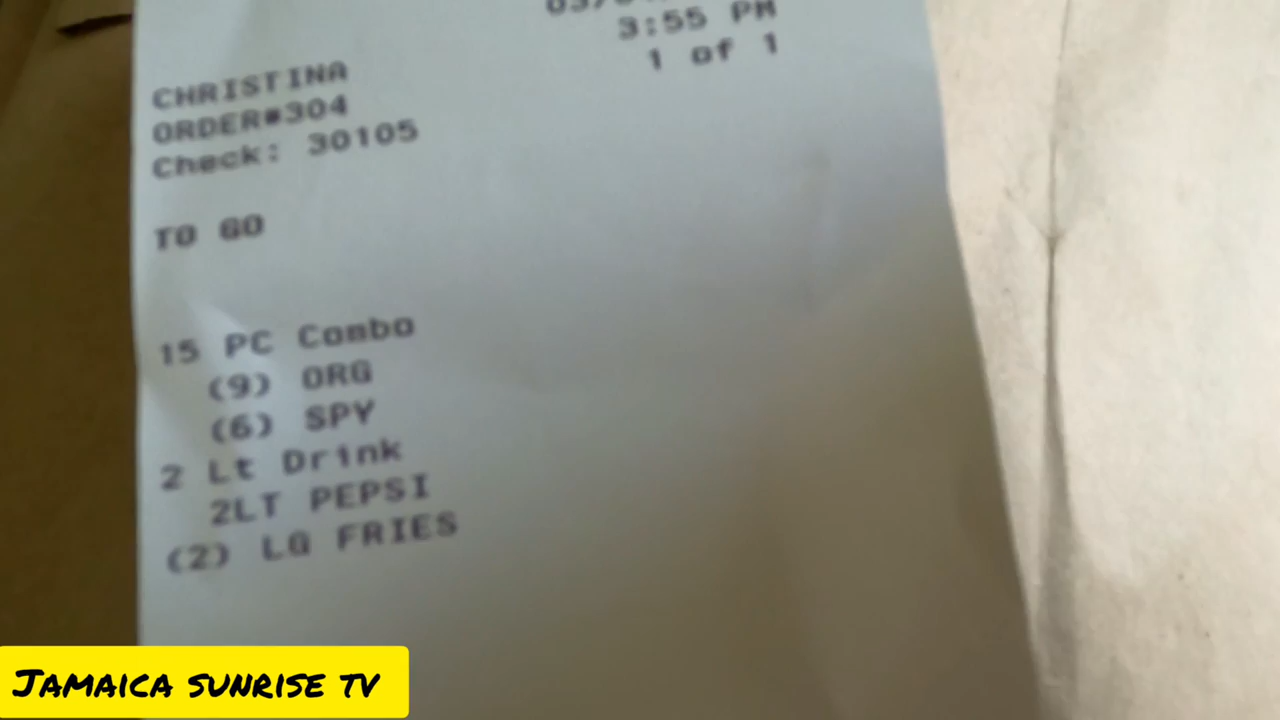 3:55 PM
1 of 1
CHRISTINA
ORDER#304
Check: 30105
TO GO
15 PC Combo
(9) ORG
(6) SPY
2 Lt Drink
2LT PEPSI
(2) LG FRIES
JAMAICA SUNRISE TV